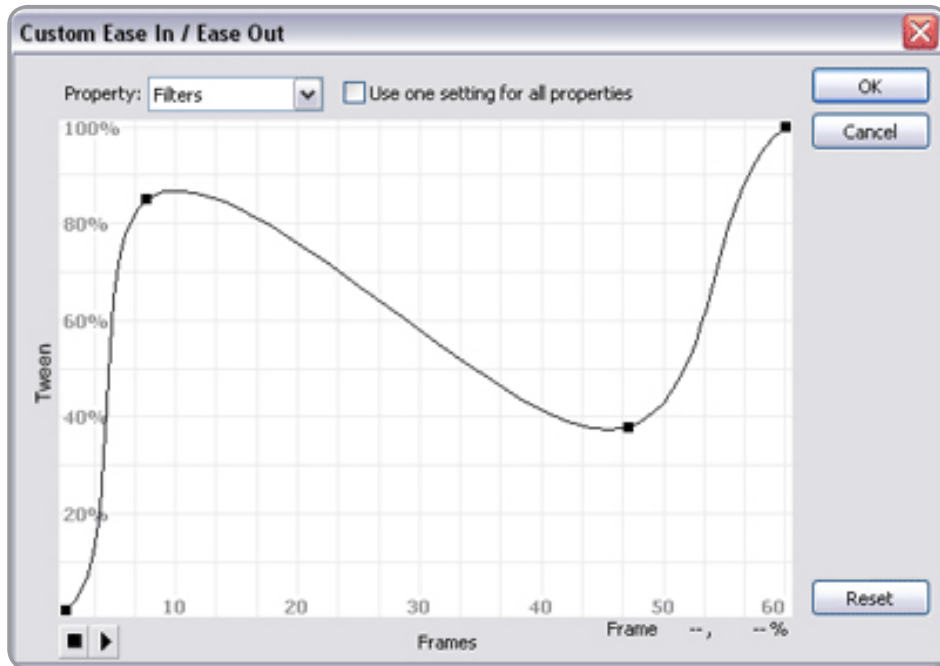 Custom Ease In / Ease Out
Property: Filters
Use one setting for all properties
OK
Cancel
100%
80%
60%
Tween
40%
20%
10 20 30 40 50 60
Reset
Frames
Frame --, --%